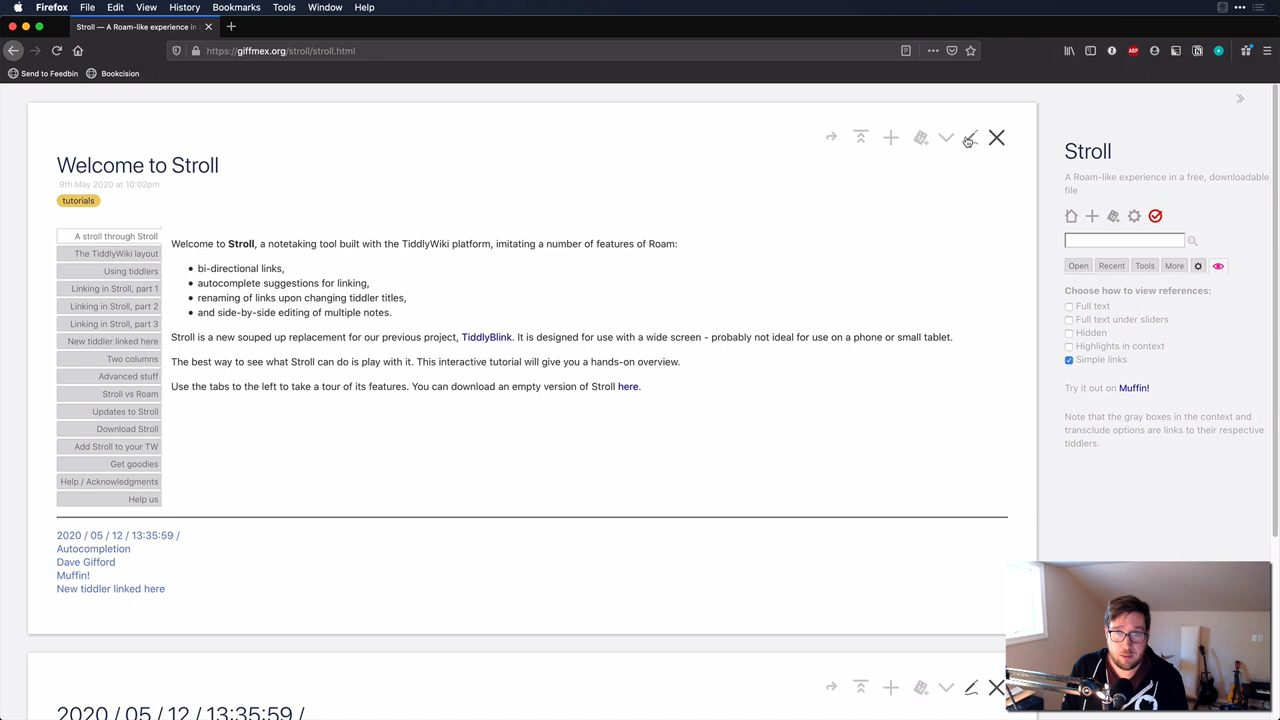 Firefox File Edit View History Bookmarks Tools Window Help
Stroll — A Roam-like experience in
https://giffmex.org/stroll/stroll.html
Send to Feedbin Bookcision
Welcome to Stroll
9th May 2020 at 10:02pm
tutorials
A stroll through Stroll
The TiddlyWiki layout
Using tiddlers
Linking in Stroll, part 1
Linking in Stroll, part 2
Linking in Stroll, part 3
New tiddler linked here
Two columns
Advanced stuff
Stroll vs Roam
Updates to Stroll
Download Stroll
Add Stroll to your TW
Get goodies
Help / Acknowledgments
Help us
Welcome to Stroll, a notetaking tool built with the TiddlyWiki platform, imitating a number of features of Roam:
• bi-directional links,
• autocomplete suggestions for linking,
• renaming of links upon changing tiddler titles,
• and side-by-side editing of multiple notes.
Stroll is a new souped up replacement for our previous project, TiddlyBlink. It is designed for use with a wide screen - probably not ideal for use on a phone or small tablet.
The best way to see what Stroll can do is play with it. This interactive tutorial will give you a hands-on overview.
Use the tabs to the left to take a tour of its features. You can download an empty version of Stroll here.
2020 / 05 / 12 / 13:35:59 /
Autocompletion
Dave Gifford
Muffin!
New tiddler linked here
2020 / 05 / 12 / 13:35:59 /
Stroll
A Roam-like experience in a free, downloadable
file
Open Recent Tools More
Choose how to view references:
Full text
Full text under sliders
Hidden
Highlights in context
Simple links
Try it out on Muffin!
Note that the gray boxes in the context and
transclude options are links to their respective
tiddlers.
ABP